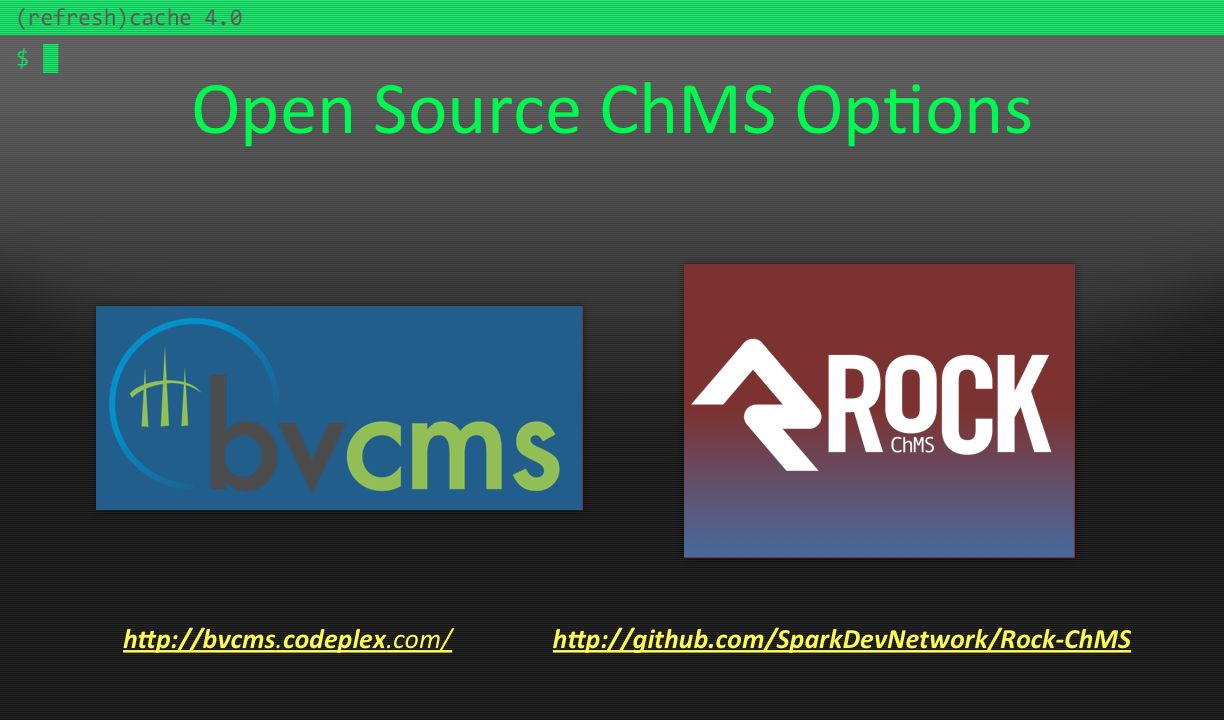 (refresh)cache 4.0
$
Open Source ChMS Options
bvcms
ROCK
ChMS
http://bvcms.codeplex.com/
http://github.com/SparkDevNetwork/Rock-ChMS